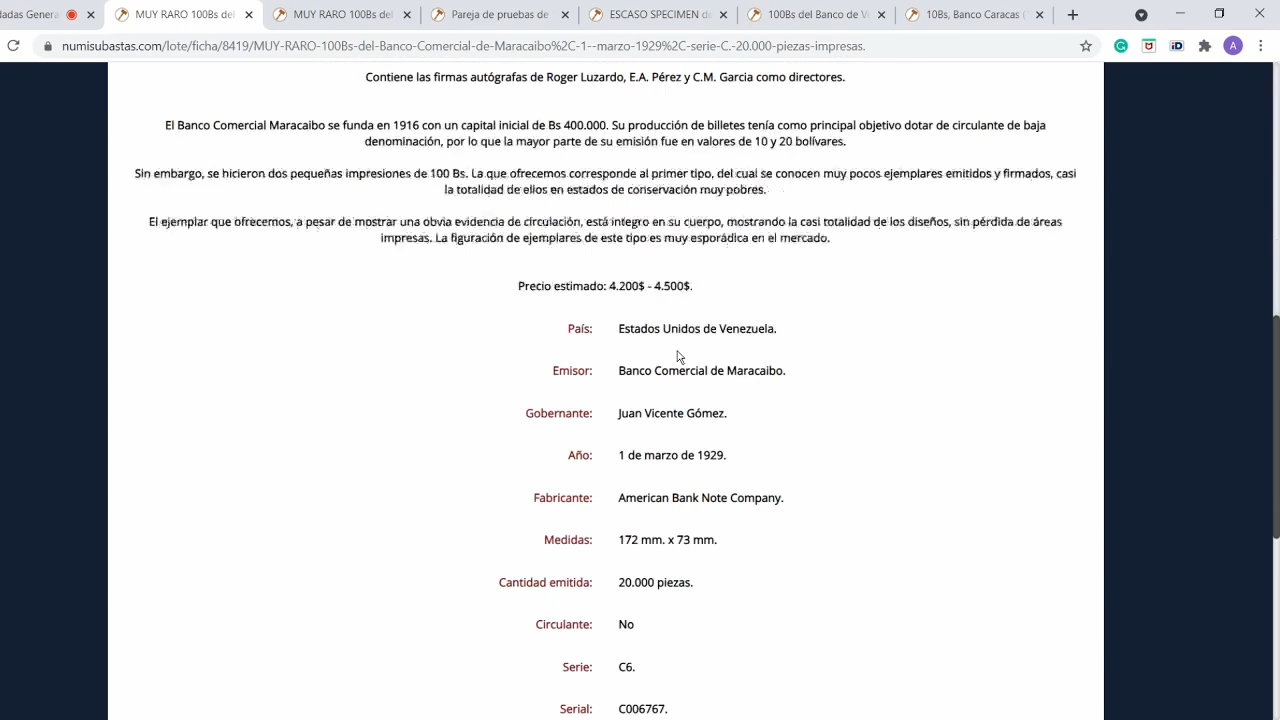 das Genera
MUY RARO 100Bs del
MUY RARO 100Bs del
Pareja de pruebas de
ESCASO SPECIMEN d
100Bs del Banco de V
10Bs, Banco Caracas (
numisubastas.com/lote/ficha/8419/MUY-RARO-100Bs-del-Banco-Comercial-de-Maracaibo%2C-1--marzo-1929%2C-serie-C.-20.000-piezas-impresas.
A
Contiene las firmas autógrafas de Roger Luzardo, E.A. Pérez y C.M. Garcia como directores.
El Banco Comercial Maracaibo se funda en 1916 con un capital inicial de Bs 400.000. Su producción de billetes tenía como principal objetivo dotar de circulante de baja
denominación, por lo que la mayor parte de su emisión fue en valores de 10 y 20 bolívares.
Sin embargo, se hicieron dos pequeñas impresiones de 100 Bs. La que ofrecemos corresponde al primer tipo, del cual se conocen muy pocos ejemplares emitidos y firmados, casi
la totalidad de ellos en estados de conservación muy pobres.
El ejemplar que ofrecemos, a pesar de mostrar una obvia evidencia de circulación, está integro en su cuerpo, mostrando la casi totalidad de los diseños, sin pérdida de áreas
impresas. La figuración de ejemplares de este tipo es muy esporádica en el mercado.
Precio estimado: 4.200$ - 4.500$.
País: Estados Unidos de Venezuela.
Emisor: Banco Comercial de Maracaibo.
Gobernante: Juan Vicente Gómez.
Año: 1 de marzo de 1929.
Fabricante: American Bank Note Company.
Medidas: 172 mm. x 73 mm.
Cantidad emitida: 20.000 piezas.
Circulante: No
Serie: C6.
Serial: C006767.